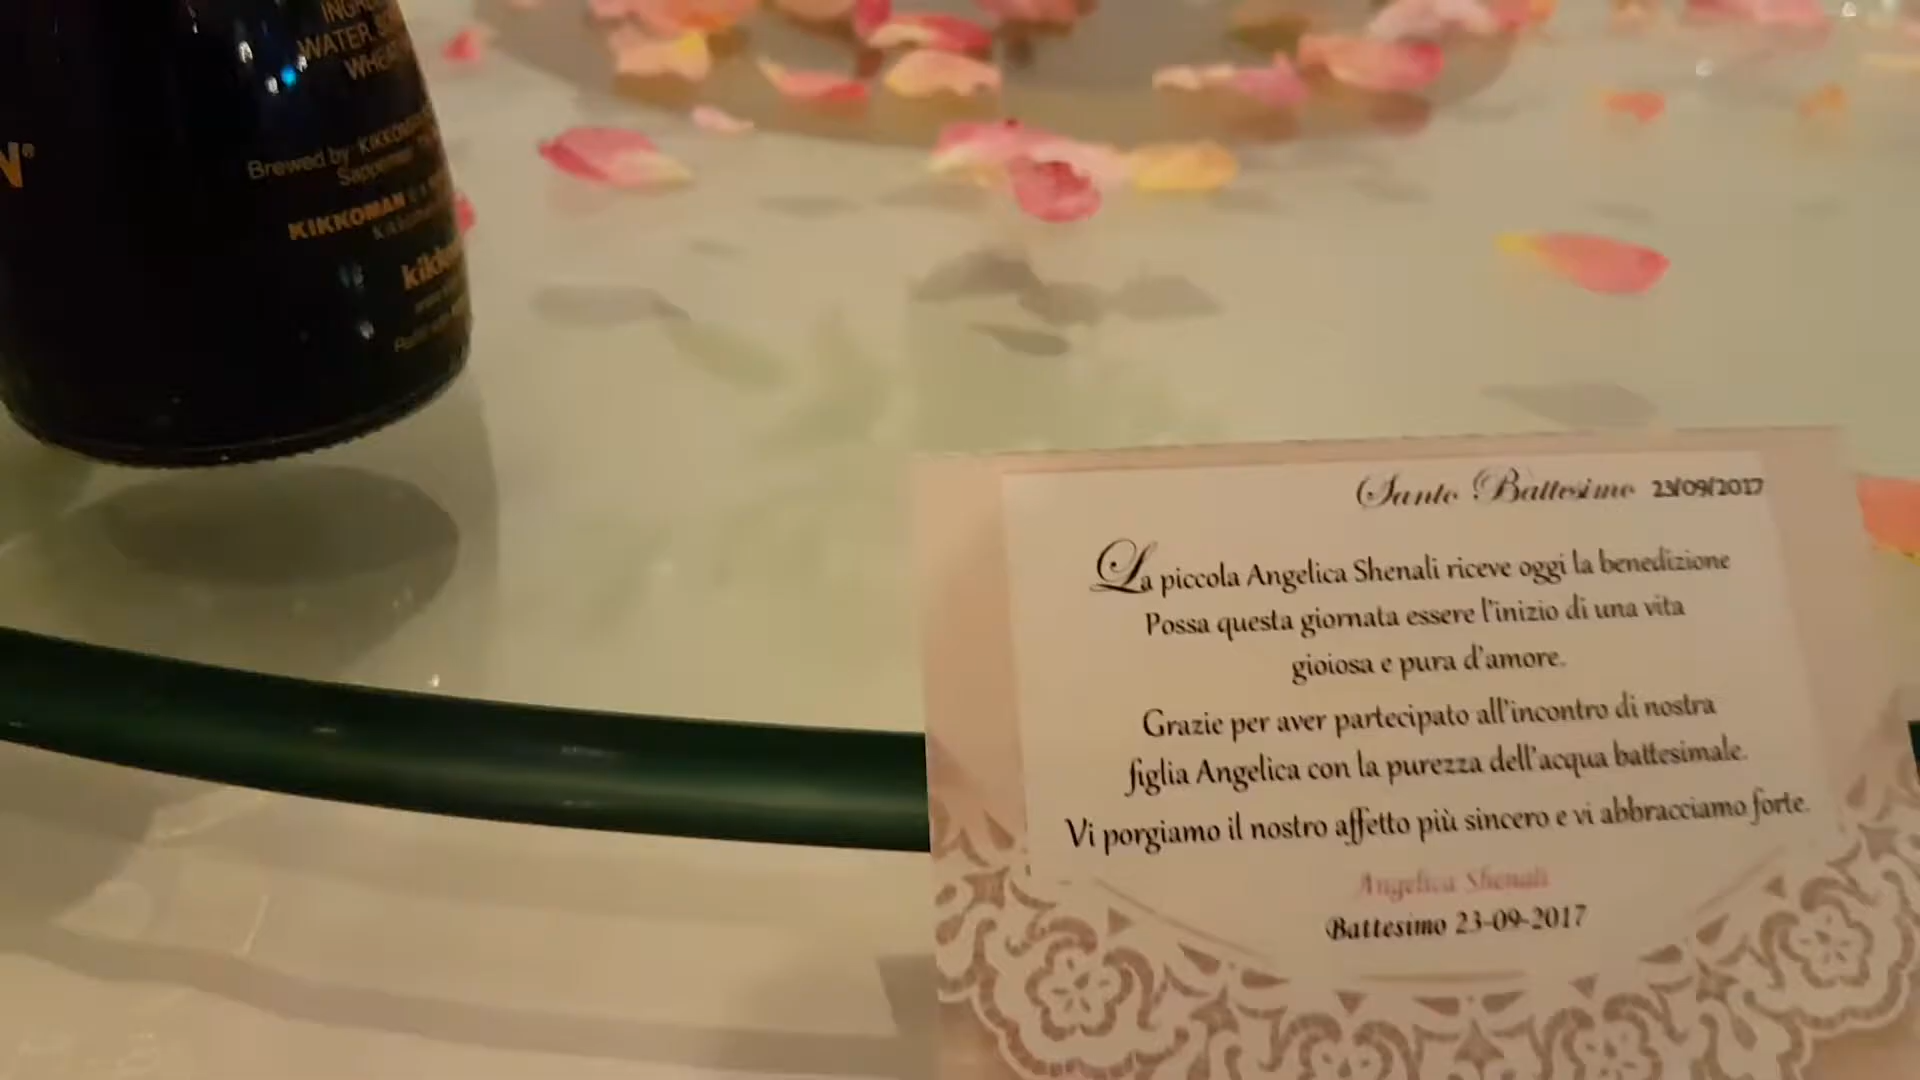 WATER
Brewed by KIKKOMAN
KIKKOMAN
Santo Battesimo 23/09/2017
La piccola Angelica Shenali riceve oggi la benedizione
Possa questa giornata essere l'inizio di una vita
gioiosa e pura d'amore.
Grazie per aver partecipato all'incontro di nostra
figlia Angelica con la purezza dell'acqua battesimale.
Vi porgiamo il nostro affetto più sincero e vi abbracciamo forte.
Angelica Shenali
Battesimo 23-09-2017